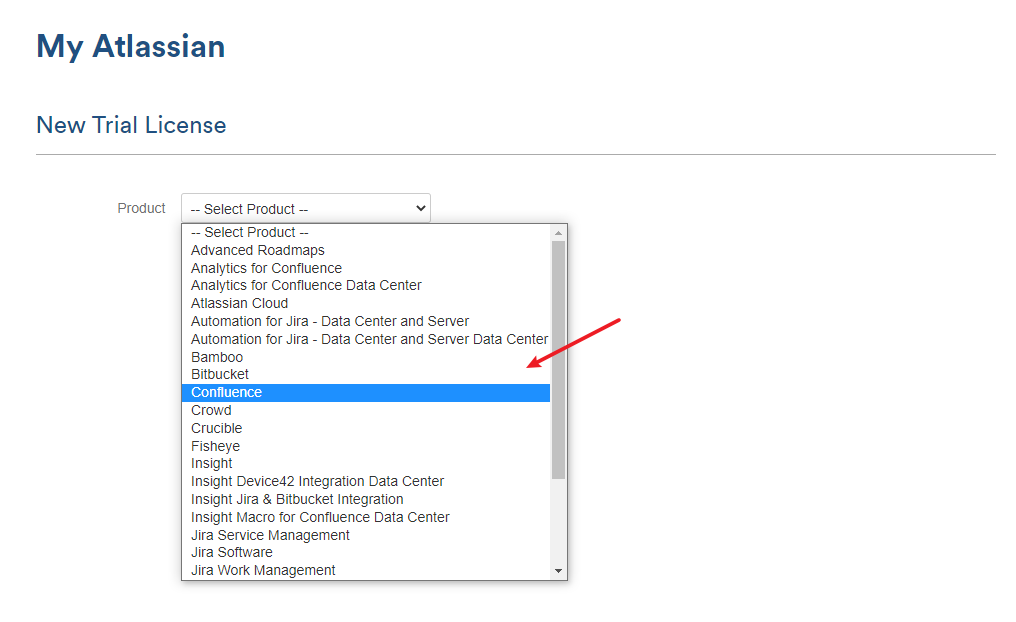 My Atlassian
New Trial License
Product -- Select Product --
-- Select Product --
Advanced Roadmaps
Analytics for Confluence
Analytics for Confluence Data Center
Atlassian Cloud
Automation for Jira - Data Center and Server
Automation for Jira - Data Center and Server Data Center
Bamboo
Bitbucket
Confluence
Crowd
Crucible
Fisheye
Insight
Insight Device42 Integration Data Center
Insight Jira & Bitbucket Integration
Insight Macro for Confluence Data Center
Jira Service Management
Jira Software
Jira Work Management